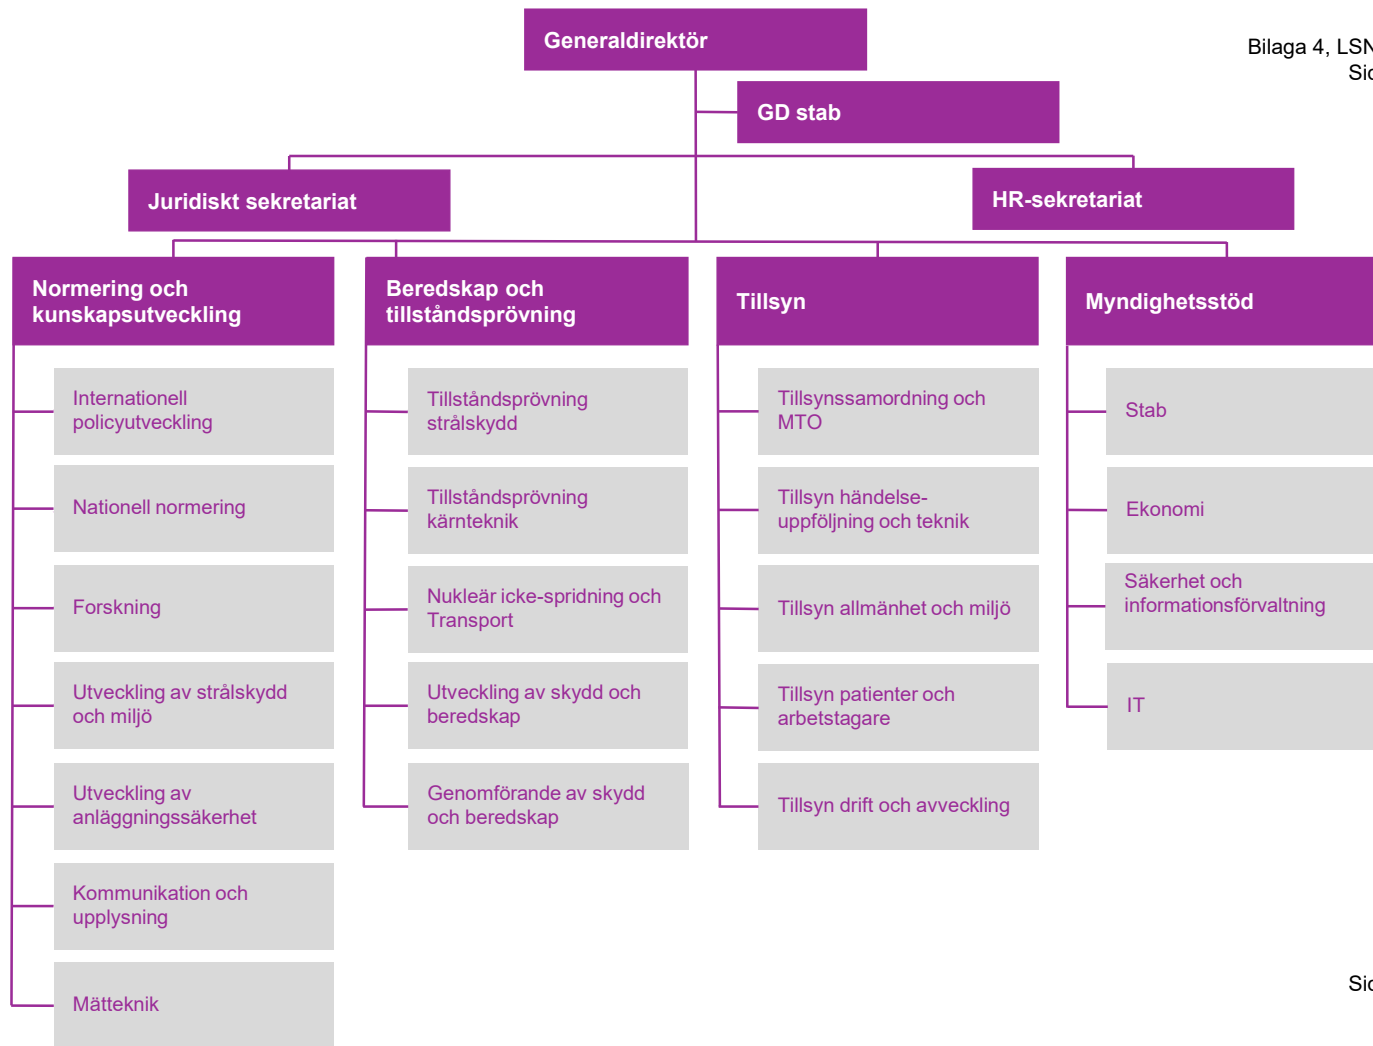 Generaldirektör
Bilaga 4, LSN
GD stab
Juridiskt sekretariat
HR-sekretariat
Normering och
kunskapsutveckling
Internationell
policyutveckling
Nationell normering
Forskning
Utveckling av strålskydd
och miljö
Utveckling av
anläggningssäkerhet
Kommunikation och
upplysning
Mätteknik
Beredskap och
tillståndsprövning
Tillståndsprövning
strålskydd
Tillståndsprövning
kärnteknik
Nukleär icke-spridning och
Transport
Utveckling av skydd och
beredskap
Genomförande av skydd
och beredskap
Tillsyn
Tillsynssamordning och
MTO
Tillsyn händelse-
uppföljning och teknik
Tillsyn allmänhet och miljö
Tillsyn patienter och
arbetstagare
Tillsyn drift och avveckling
Myndighetsstöd
Stab
Ekonomi
Säkerhet och
informationsförvaltning
IT